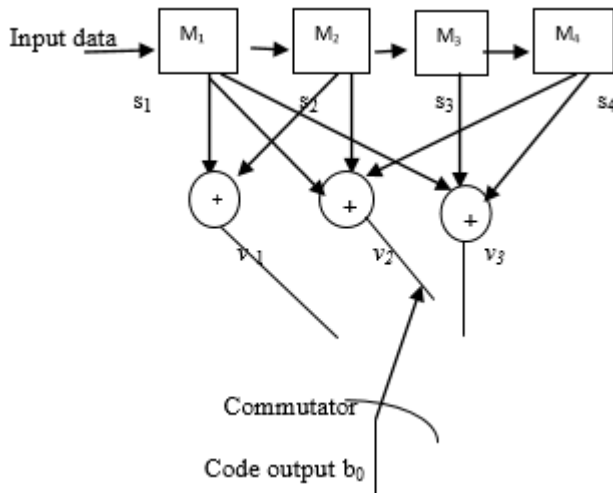 Input data
M₁ M₂ M₃ M₄
s₁ s₂ s₃ s₄
+ + +
v₁ v₂ v₃
Commutator
Code output b₀